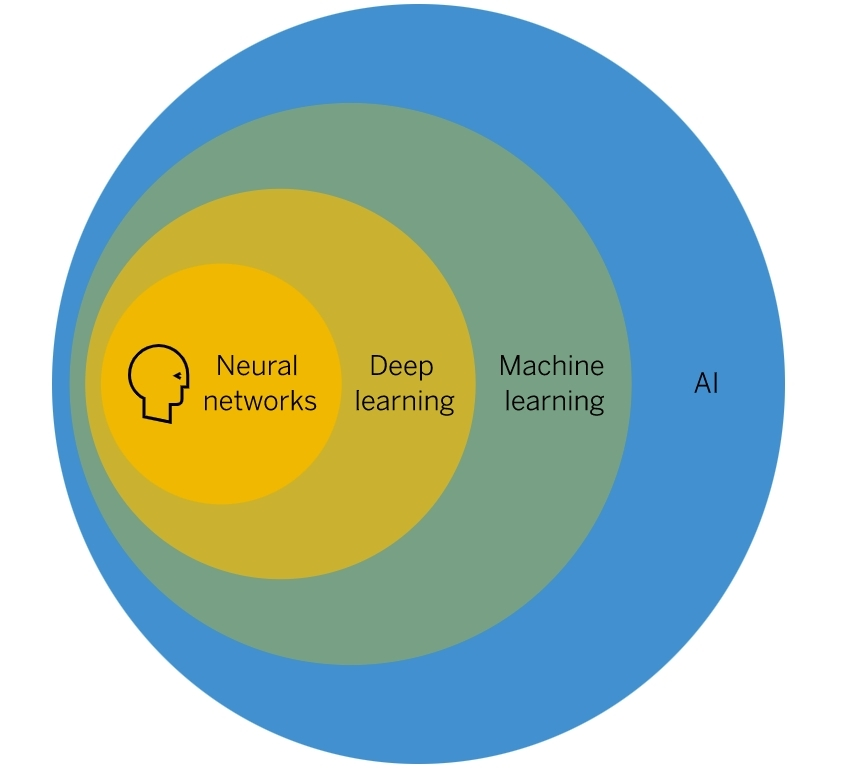 Neural
networks
Deep
learning
Machine
learning
AI